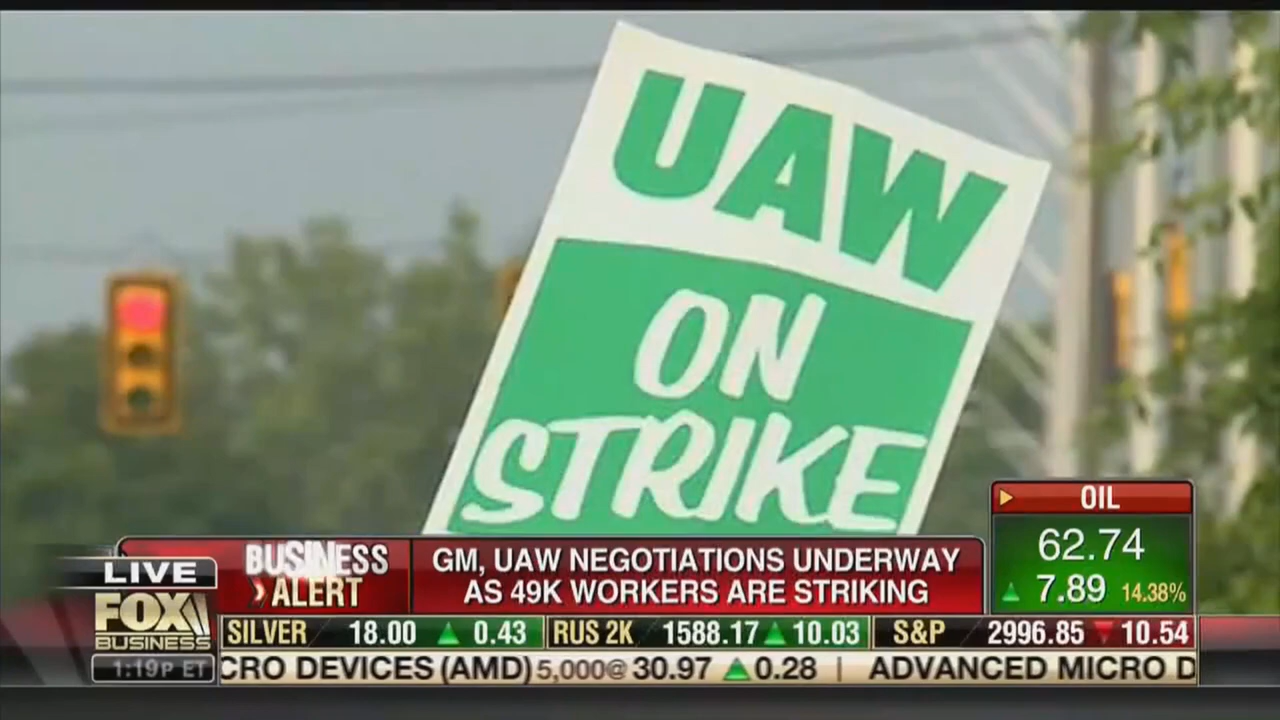 UAW
ON
STRIKE
OIL
62.74
7.89 14.38%
BUSINESS
ALERT
GM, UAW NEGOTIATIONS UNDERWAY
AS 49K WORKERS ARE STRIKING
LIVE
FOX
BUSINESS
1:19P ET
SILVER 18.00 0.43 RUS 2K 1588.17 10.03 S&P 2996.85 10.54
CRO DEVICES (AMD) 5,000@ 30.97 0.28 | ADVANCED MICRO D